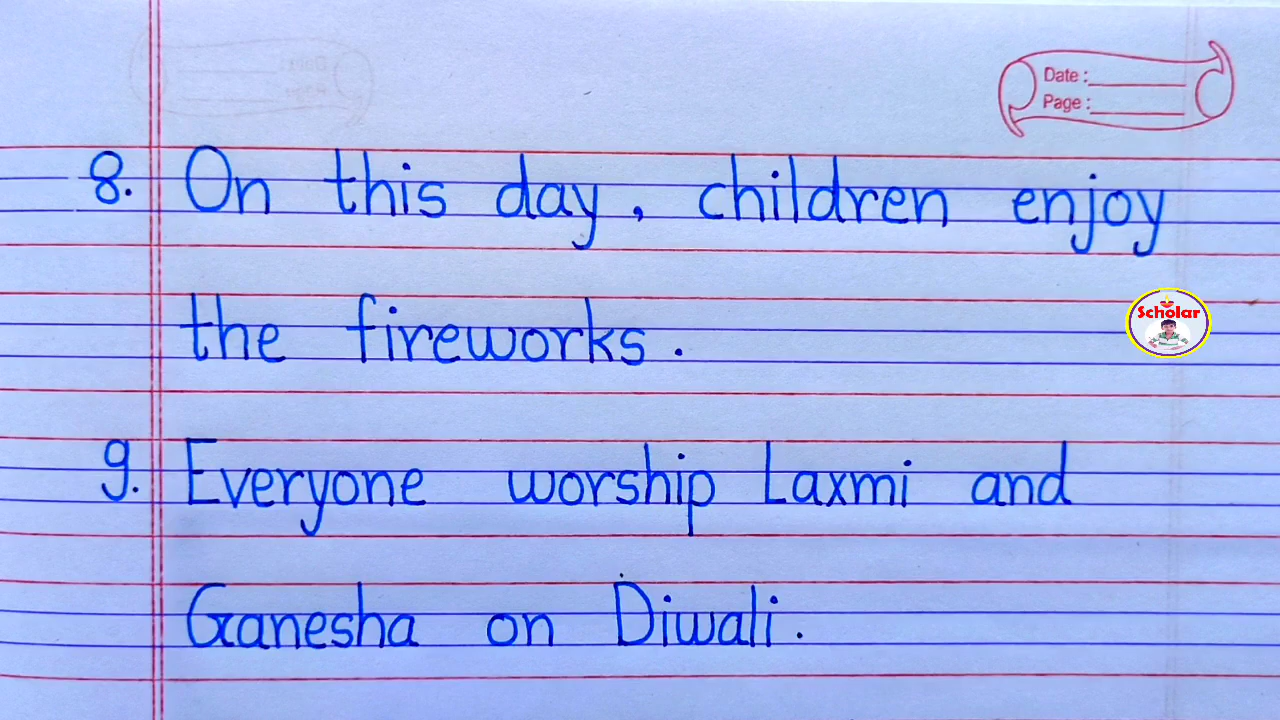 Date :
Page :
8. On this day, children enjoy
the fireworks.
Scholar
9. Everyone worship Laxmi and
Ganesha on Diwali.